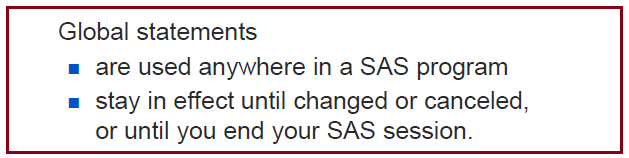 Global statements
■ are used anywhere in a SAS program
■ stay in effect until changed or canceled,
or until you end your SAS session.